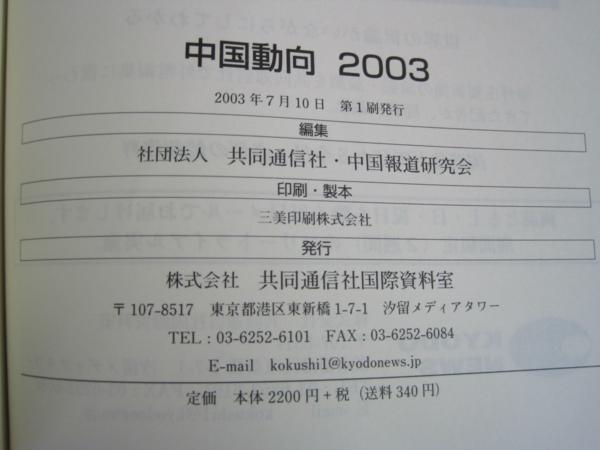 中国動向 2003
2003年7月10日 第1刷発行
編集
社団法人 共同通信社・中国報道研究会
印刷・製本
三美印刷株式会社
発行
株式会社 共同通信社国際資料室
〒107-8517 東京都港区東新橋1-7-1 汐留メディアタワー
TEL：03-6252-6101 FAX：03-6252-6084
E-mail kokushi1@kyodonews.jp
定価 本体2200円+税（送料340円）